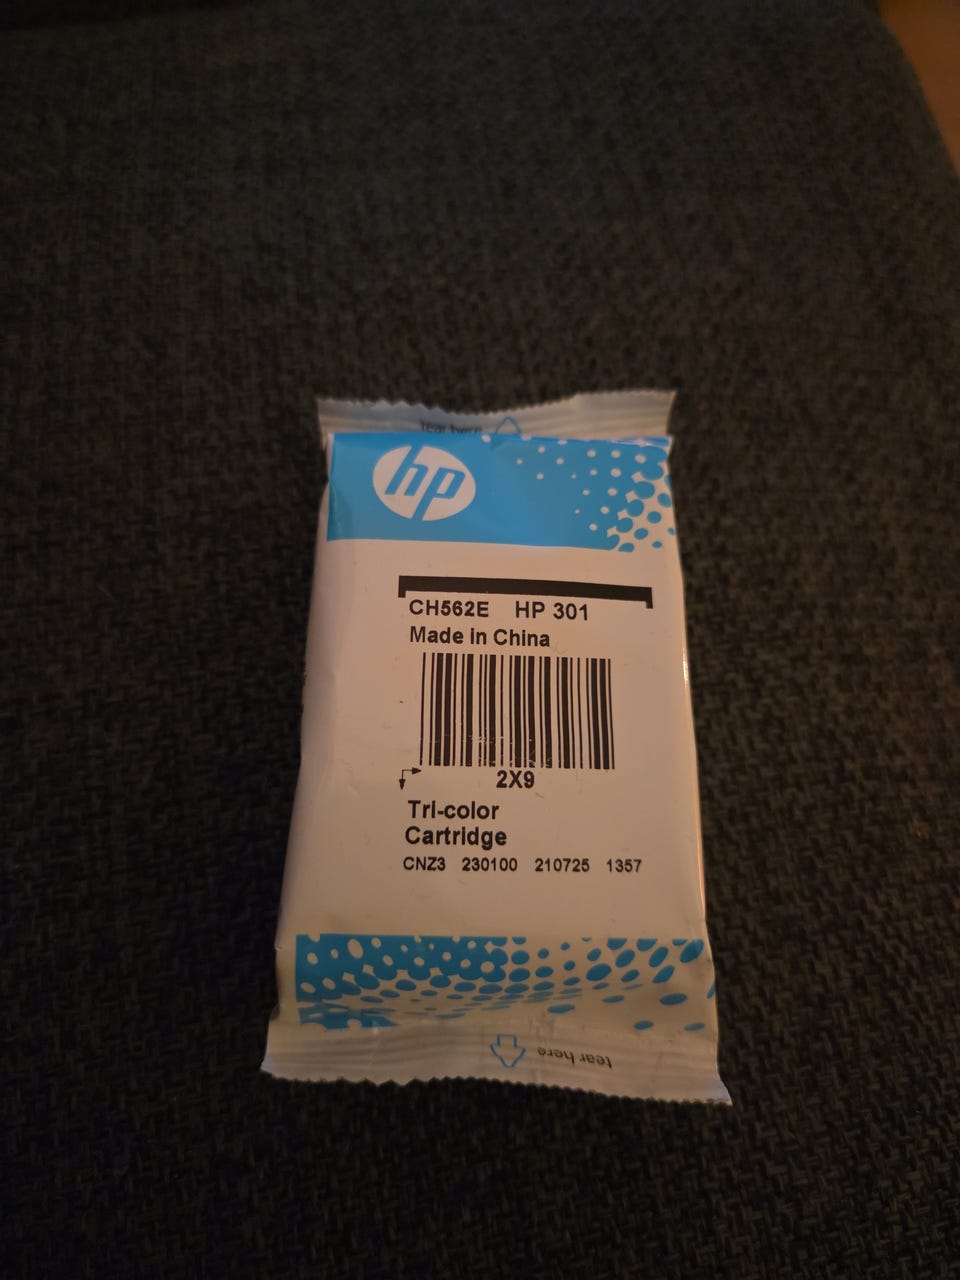 tear here
hp
CH562E HP 301
Made in China
2X9
Tri-color
Cartridge
CNZ3 230100 210725 1357
tear here